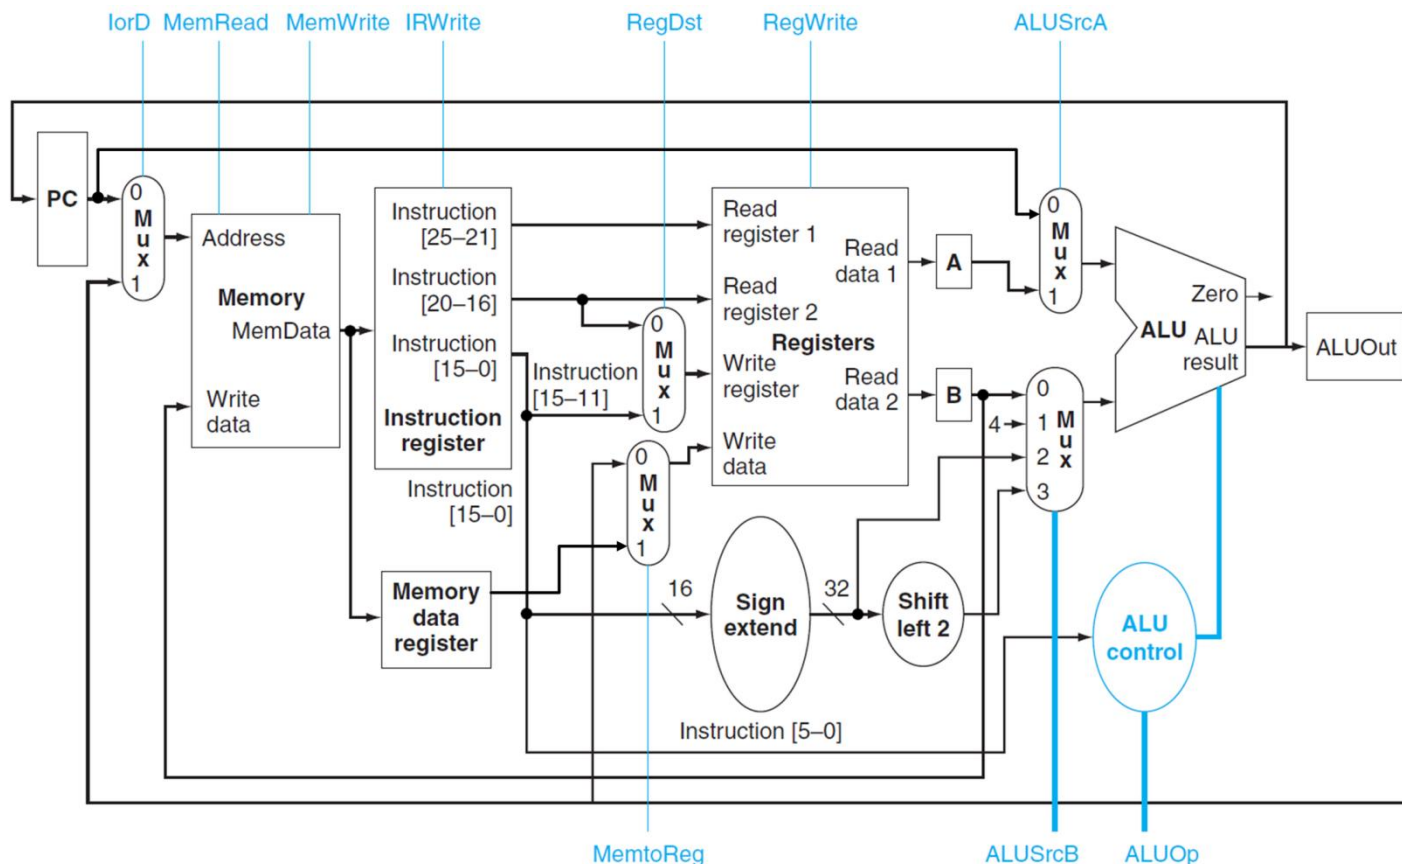 IorD MemRead MemWrite IRWrite RegDst RegWrite ALUSrcA
PC
0
M
u
x
1
Address
Memory
MemData
Write
data
Instruction
[25–21]
Instruction
[20–16]
Instruction
[15–0]
Instruction
register
Instruction
[15–0]
Memory
data
register
Instruction
[15–11]
0
M
u
x
1
0
M
u
x
1
Read
register 1
Read
register 2
Write
register
Write
data
Registers
Read
data 1
Read
data 2
A
B
16
Sign
extend
32
Shift
left 2
Instruction [5–0]
0
M
u
x
1
4
0
1 M
u
2 x
3
ALU
Zero
ALU
result
ALUOut
ALU
control
MemtoReg ALUSrcB ALUOp